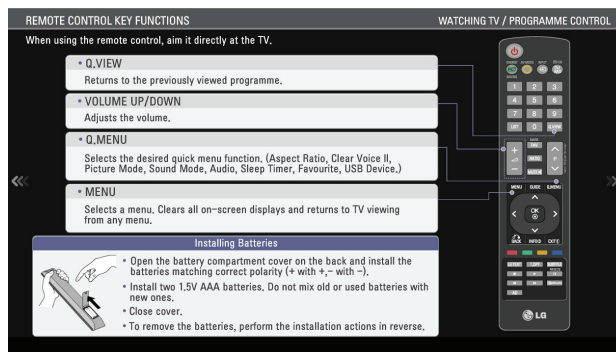 REMOTE CONTROL KEY FUNCTIONS
WATCHING TV / PROGRAMME CONTROL
When using the remote control, aim it directly at the TV.
• Q.VIEW
Returns to the previously viewed programme.
• VOLUME UP/DOWN
Adjusts the volume.
• Q.MENU
Selects the desired quick menu function. (Aspect Ratio, Clear Voice II,
Picture Mode, Sound Mode, Audio, Sleep Timer, Favourite, USB Device.)
• MENU
Selects a menu. Clears all on-screen displays and returns to TV viewing
from any menu.
Installing Batteries
• Open the battery compartment cover on the back and install the
batteries matching correct polarity (+ with +,- with -).
• Install two 1.5V AAA batteries. Do not mix old or used batteries with
new ones.
• Close cover.
• To remove the batteries, perform the installation actions in reverse.
1 2 3
4 5 6
7 8 9
LIST 0 Q.VIEW
+ FAV
P
-
MENU GUIDE Q.MENU
OK
BACK INFO EXIT
LG